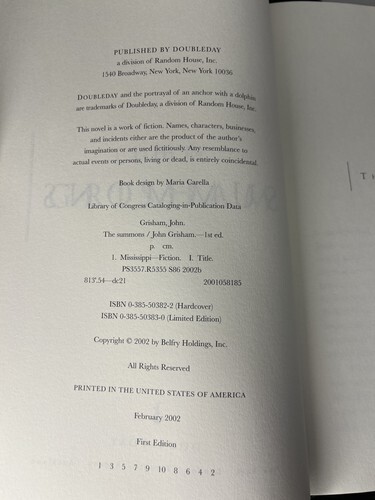 PUBLISHED BY DOUBLEDAY
a division of Random House, Inc.
1540 Broadway, New York, New York 10036
DOUBLEDAY and the portrayal of an anchor with a dolphin
are trademarks of Doubleday, a division of Random House, Inc.
This novel is a work of fiction. Names, characters, businesses,
and incidents either are the product of the author's
imagination or are used fictitiously. Any resemblance to
actual events or persons, living or dead, is entirely coincidental.
Book design by Maria Carella
Library of Congress Cataloging-in-Publication Data
Grisham, John.
The summons / John Grisham.—1st ed.
p. cm.
1. Mississippi—Fiction. I. Title.
PS3557.R5355 S86 2002b
813'.54—dc21 2001058185
ISBN 0-385-50382-2 (Hardcover)
ISBN 0-385-50383-0 (Limited Edition)
Copyright © 2002 by Belfry Holdings, Inc.
All Rights Reserved
PRINTED IN THE UNITED STATES OF AMERICA
February 2002
First Edition
1 3 5 7 9 10 8 6 4 2